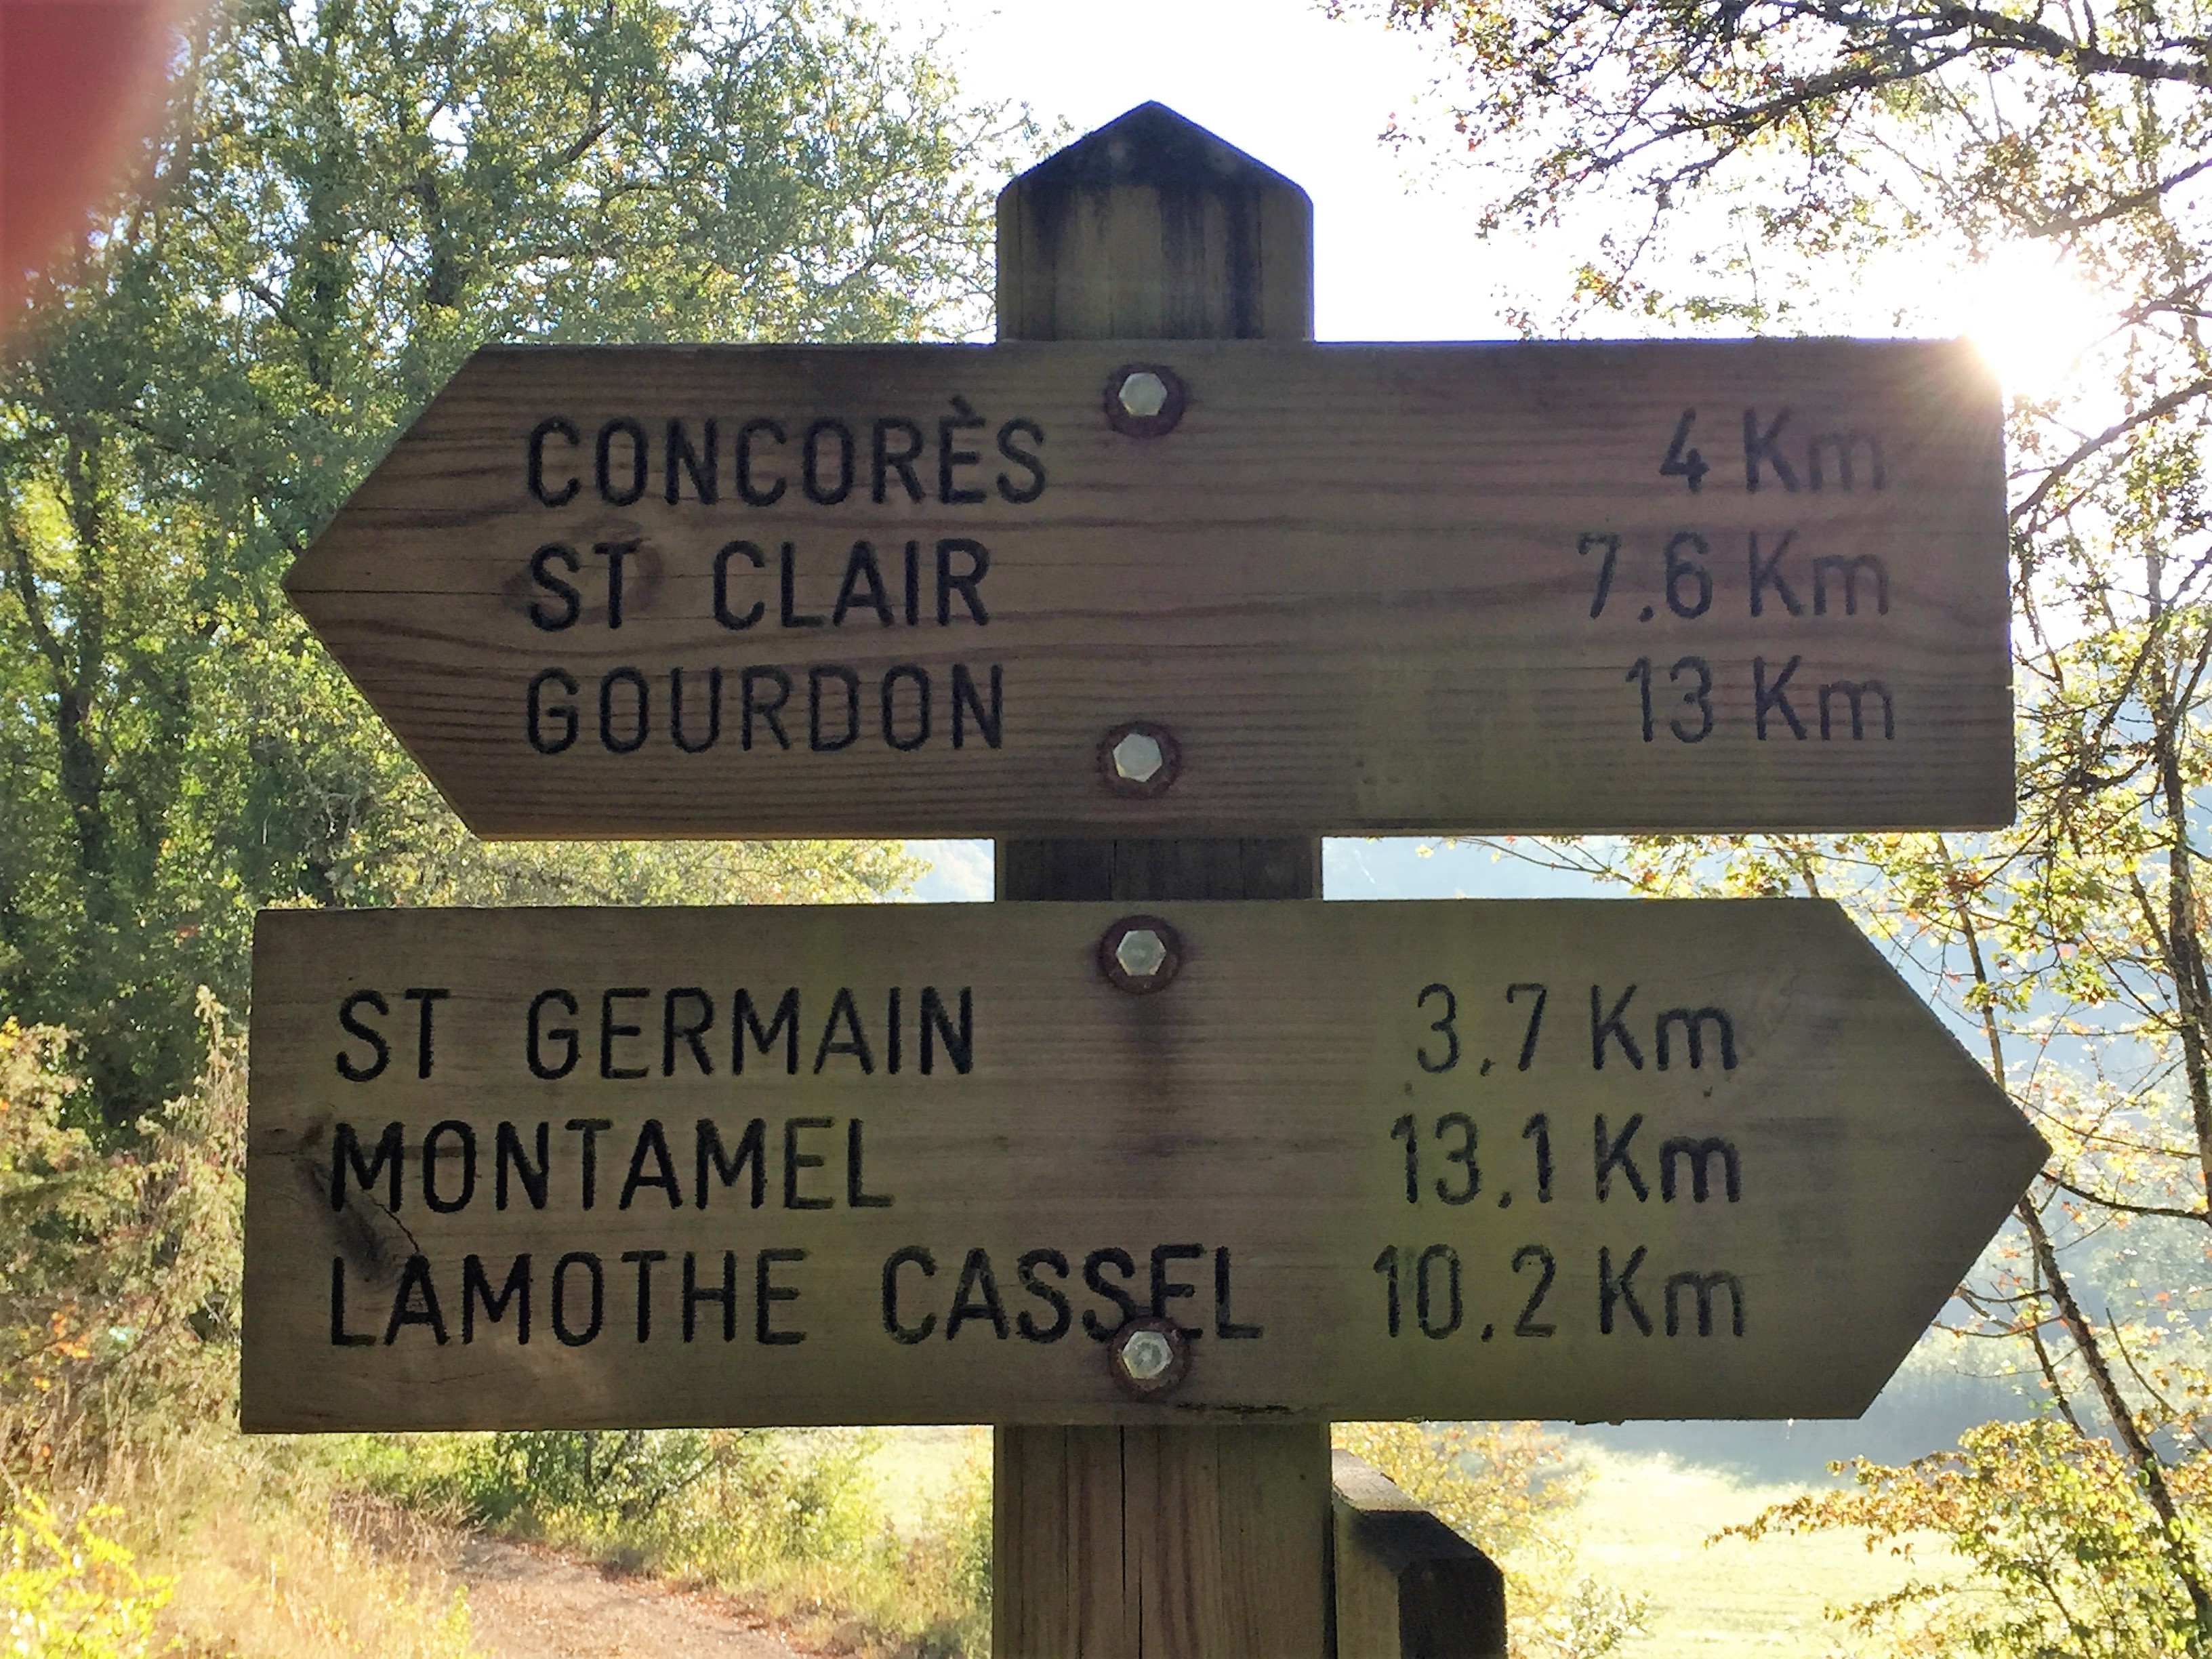 CONCORÈS 4 Km
ST CLAIR 7,6 Km
GOURDON 13 Km
ST GERMAIN 3,7 Km
MONTAMEL 13,1 Km
LAMOTHE CASSEL 10,2 Km